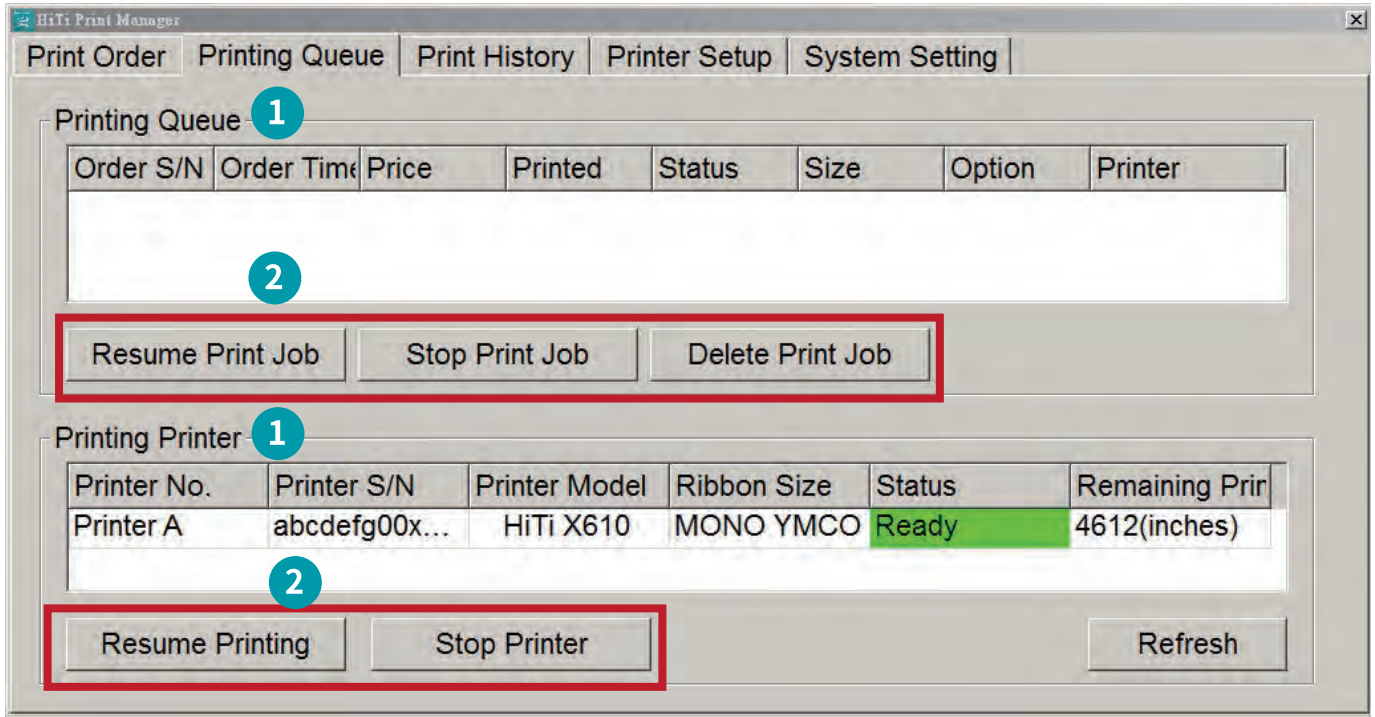 HiTi Print Manager
Print Order Printing Queue Print History Printer Setup System Setting
Printing Queue 1
Order S/N Order Time Price Printed Status Size Option Printer
2
Resume Print Job Stop Print Job Delete Print Job
Printing Printer 1
Printer No. Printer S/N Printer Model Ribbon Size Status Remaining Prin
Printer A abcdefg00x... HiTi X610 MONO YMCO Ready 4612(inches)
2
Resume Printing Stop Printer Refresh